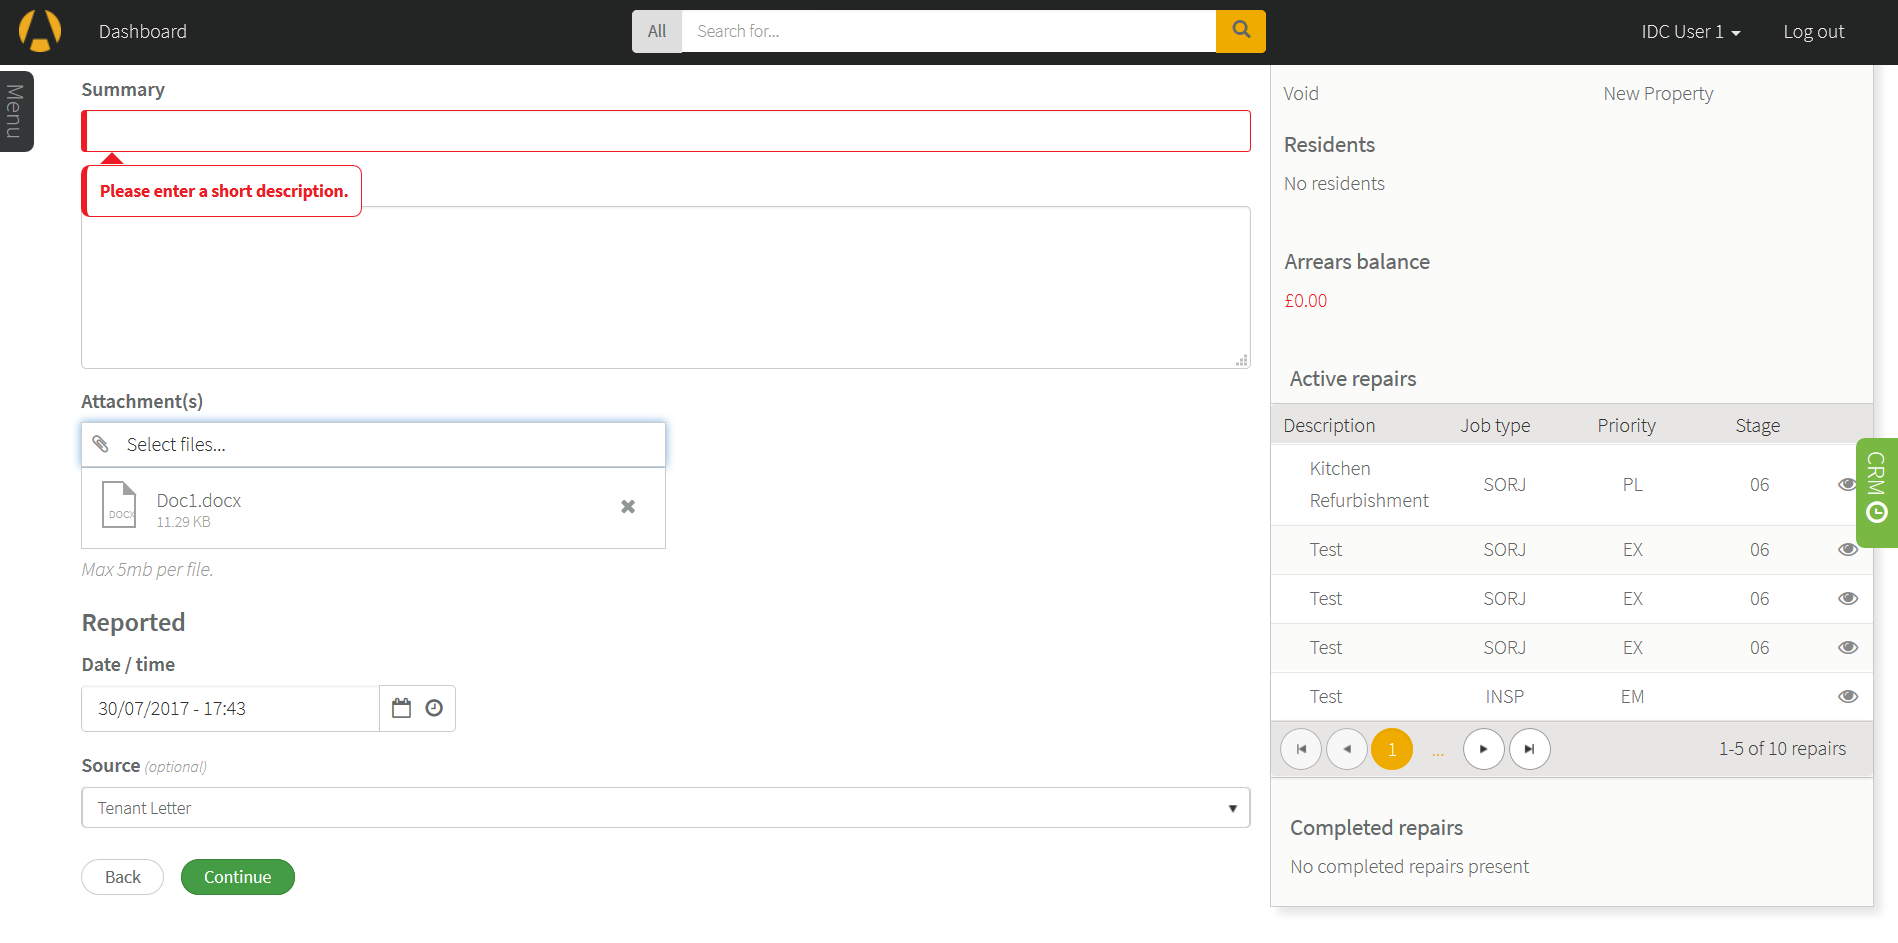 Dashboard
All
Search for...
IDC User 1
Log out
Menu
Summary
Please enter a short description.
Attachment(s)
Select files...
DOCX
Doc1.docx
11.29 KB
Max 5mb per file.
Reported
Date / time
30/07/2017 - 17:43
Source (optional)
Tenant Letter
Back
Continue
Void
New Property
Residents
No residents
Arrears balance
£0.00
Active repairs
Description Job type Priority Stage
Kitchen
Refurbishment SORJ PL 06
Test SORJ EX 06
Test SORJ EX 06
Test SORJ EX 06
Test INSP EM
1 ... 1-5 of 10 repairs
Completed repairs
No completed repairs present
CRM